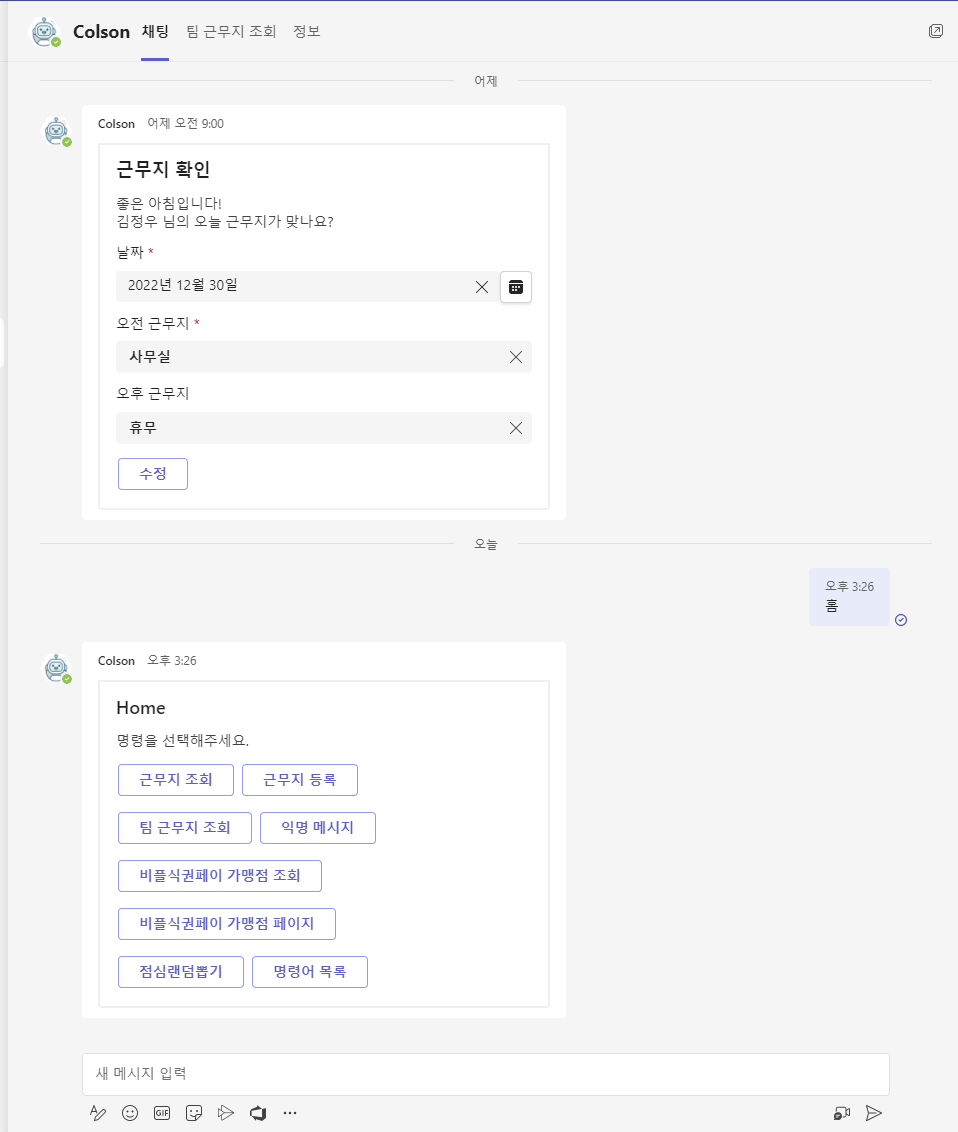 Colson 채팅 팀 근무지 조회 정보
어제
Colson 어제 오전 9:00
근무지 확인
좋은 아침입니다!
김정우 님의 오늘 근무지가 맞나요?
날짜 *
2022년 12월 30일
오전 근무지 *
사무실
오후 근무지
휴무
수정
오늘
오후 3:26
홈
Colson 오후 3:26
Home
명령을 선택해주세요.
근무지 조회 근무지 등록
팀 근무지 조회 익명 메시지
비플식권페이 가맹점 조회
비플식권페이 가맹점 페이지
점심랜덤뽑기 명령어 목록
새 메시지 입력
GIF